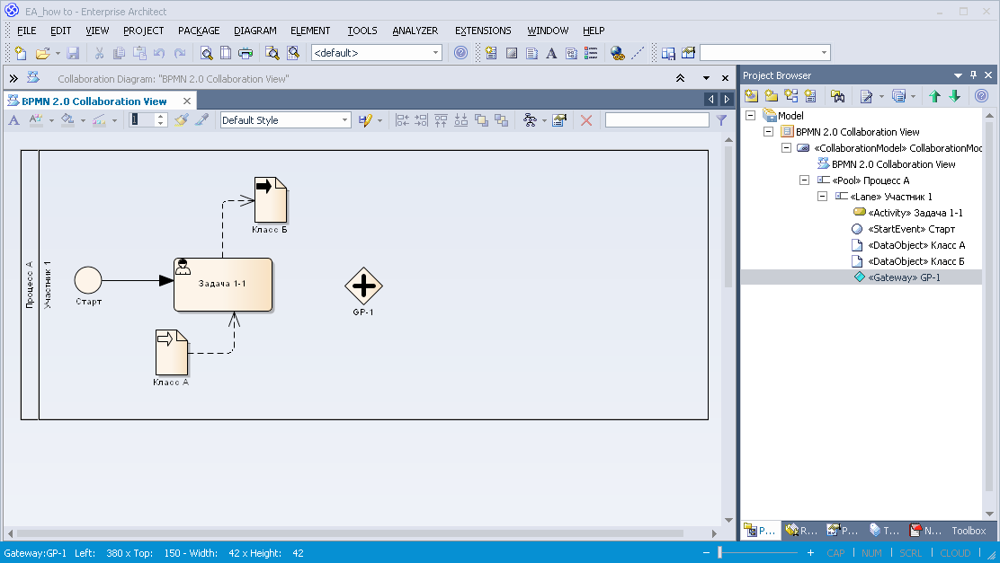 EA_how to - Enterprise Architect
FILE EDIT VIEW PROJECT PACKAGE DIAGRAM ELEMENT TOOLS ANALYZER EXTENSIONS WINDOW HELP
<default>
Collaboration Diagram: "BPMN 2.0 Collaboration View"
BPMN 2.0 Collaboration View
1
Default Style
Процесс А
Участник 1
Старт
Задача 1-1
Класс Б
Класс А
GP-1
Project Browser
Model
BPMN 2.0 Collaboration View
«CollaborationModel» CollaborationMod
BPMN 2.0 Collaboration View
«Pool» Процесс А
«Lane» Участник 1
«Activity» Задача 1-1
«StartEvent» Старт
«DataObject» Класс А
«DataObject» Класс Б
«Gateway» GP-1
P... R... P... T... N... Toolbox
Gateway:GP-1 Left: 380 x Top: 150 - Width: 42 x Height: 42
CAP NUM SCRL CLOUD